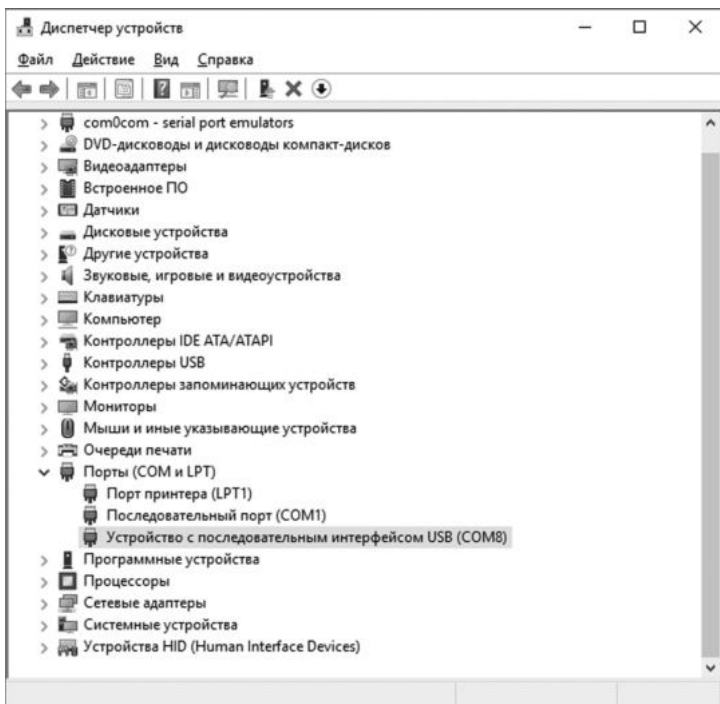 Диспетчер устройств
Файл Действие Вид Справка
com0com - serial port emulators
DVD-дисководы и дисководы компакт-дисков
Видеоадаптеры
Встроенное ПО
Датчики
Дисковые устройства
Другие устройства
Звуковые, игровые и видеоустройства
Клавиатуры
Компьютер
Контроллеры IDE ATA/ATAPI
Контроллеры USB
Контроллеры запоминающих устройств
Мониторы
Мыши и иные указывающие устройства
Очереди печати
Порты (COM и LPT)
Порт принтера (LPT1)
Последовательный порт (COM1)
Устройство с последовательным интерфейсом USB (COM8)
Программные устройства
Процессоры
Сетевые адаптеры
Системные устройства
Устройства HID (Human Interface Devices)